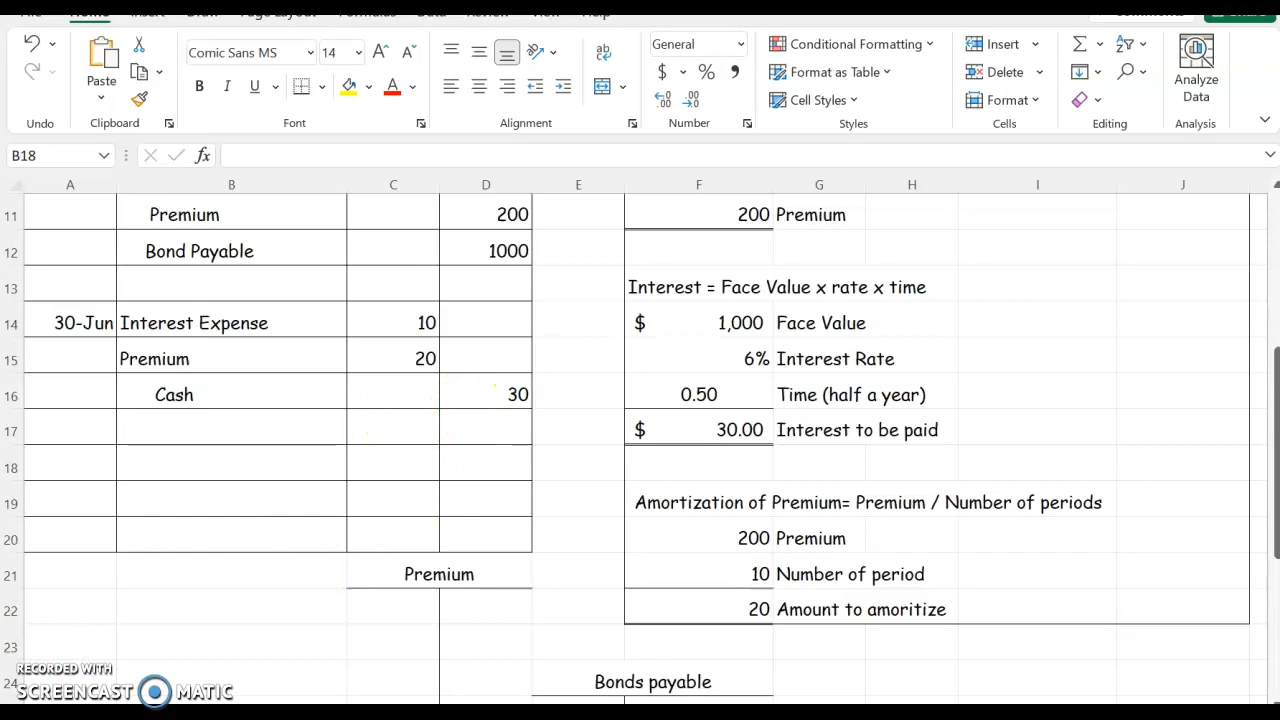 Undo
Paste
Clipboard
Comic Sans MS 14
B I U A
Font
Alignment
General
$ % ,
Number
Conditional Formatting
Format as Table
Cell Styles
Styles
Insert
Delete
Format
Cells
Editing
Analyze
Data
Analysis
B18 fx
A B C D E F G H I J
11 Premium 200 200 Premium
12 Bond Payable 1000
13 Interest = Face Value x rate x time
14 30-Jun Interest Expense 10 $ 1,000 Face Value
15 Premium 20 6% Interest Rate
16 Cash 30 0.50 Time (half a year)
17 $ 30.00 Interest to be paid
18
19 Amortization of Premium= Premium / Number of periods
20 200 Premium
21 Premium 10 Number of period
22 20 Amount to amoritize
23
24 Bonds payable
RECORDED WITH
SCREENCAST MATIC